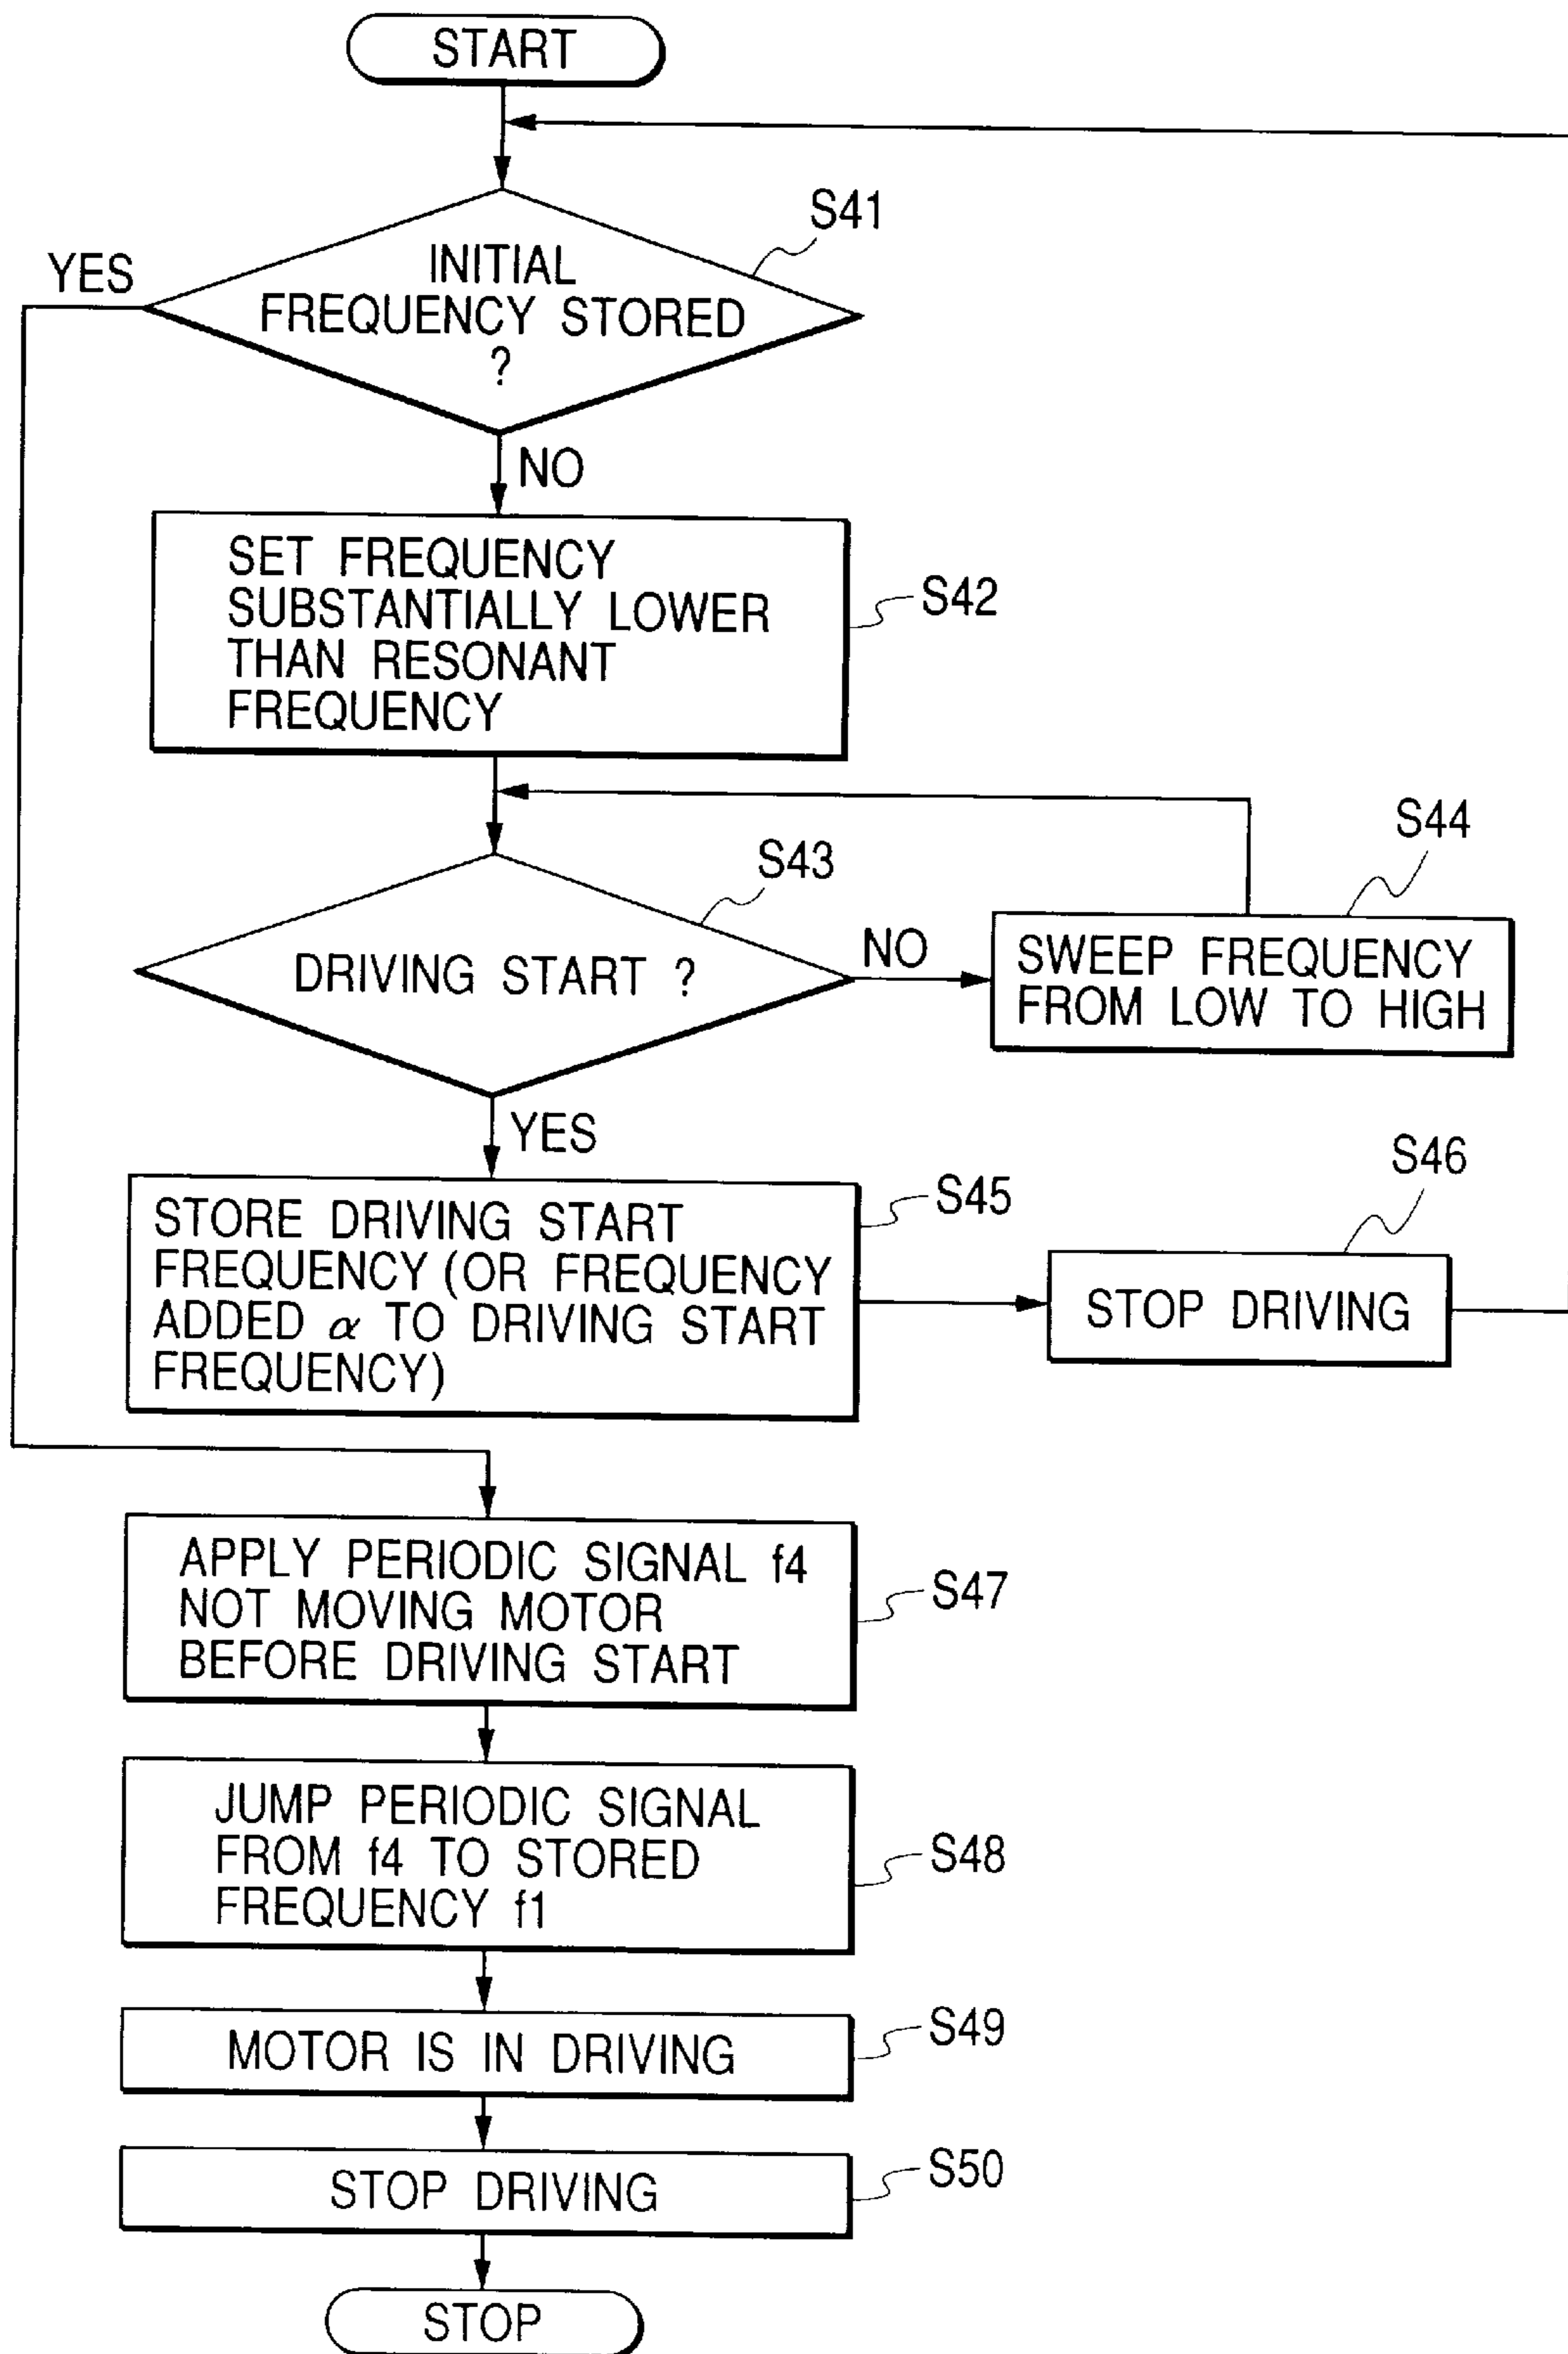 START
S41
YES
INITIAL
FREQUENCY STORED
?
NO
SET FREQUENCY
SUBSTANTIALLY LOWER
THAN RESONANT
FREQUENCY
S42
S43
DRIVING START ?
NO
S44
SWEEP FREQUENCY
FROM LOW TO HIGH
YES
STORE DRIVING START
FREQUENCY (OR FREQUENCY
ADDED α TO DRIVING START
FREQUENCY)
S45
S46
STOP DRIVING
APPLY PERIODIC SIGNAL f4
NOT MOVING MOTOR
BEFORE DRIVING START
S47
JUMP PERIODIC SIGNAL
FROM f4 TO STORED
FREQUENCY f1
S48
MOTOR IS IN DRIVING
S49
STOP DRIVING
S50
STOP